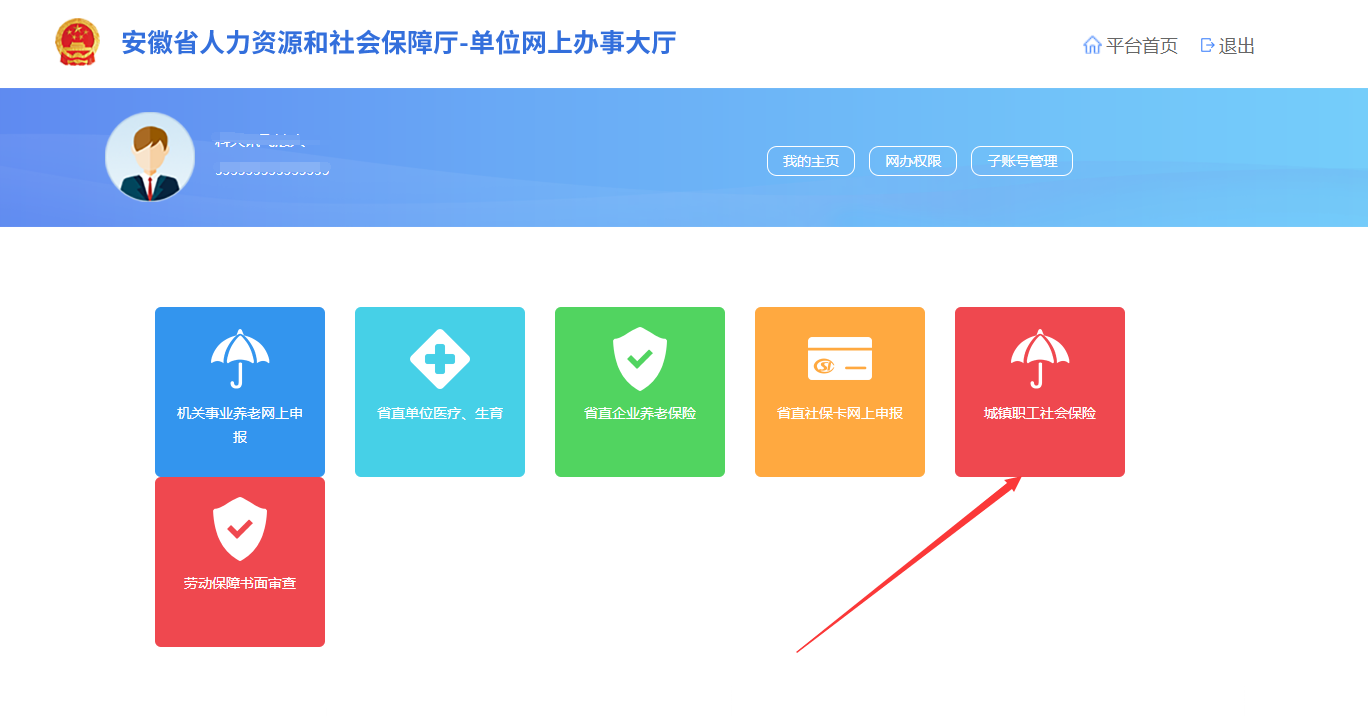 安徽省人力资源和社会保障厅-单位网上办事大厅
平台首页
退出
我的主页
网办权限
子账号管理
机关事业养老网上申
报
省直单位医疗、生育
省直企业养老保险
省直社保卡网上申报
城镇职工社会保险
劳动保障书面审查